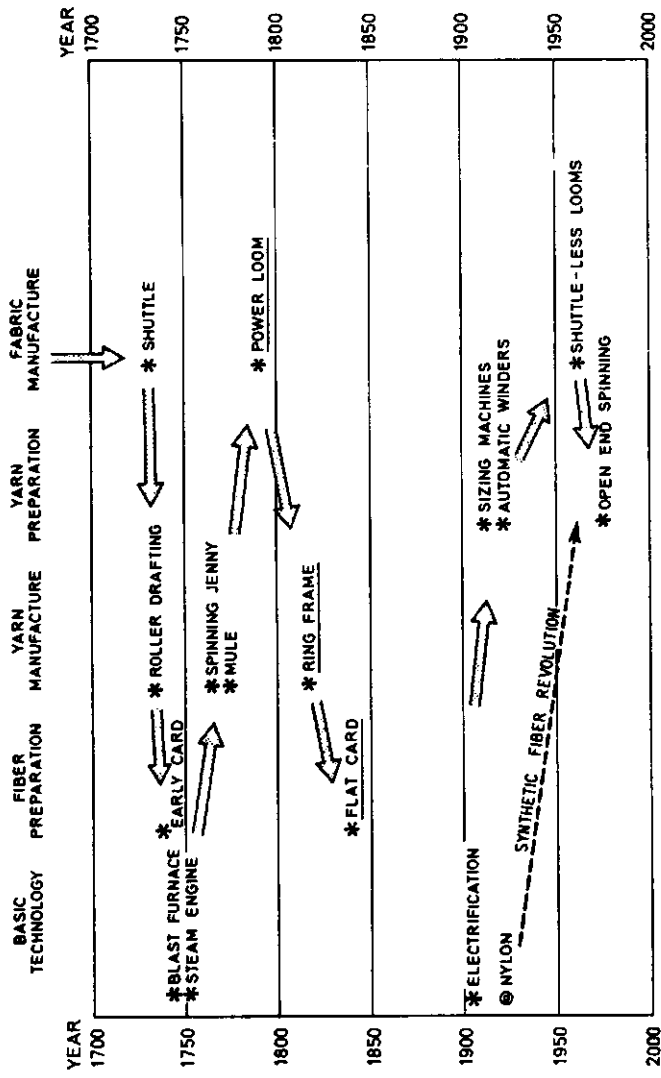 BASIC
TECHNOLOGY
FIBER
PREPARATION
YARN
MANUFACTURE
YARN
PREPARATION
FABRIC
MANUFACTURE
YEAR
1700
YEAR
1700
*SHUTTLE
*ROLLER DRAFTING
*
EARLY CARD
*BLAST FURNACE
1750
1750
*STEAM ENGINE
*SPINNING JENNY
*MULE
*POWER LOOM
1800
1800
*RING FRAME
*FLAT CARD
1850
1850
1900
1900
*ELECTRIFICATION
*SIZING MACHINES
*AUTOMATIC WINDERS
@NYLON
SYNTHETIC FIBER REVOLUTION
1950
1950
*SHUTTLE-LESS LOOMS
*OPEN END SPINNING
2000
2000